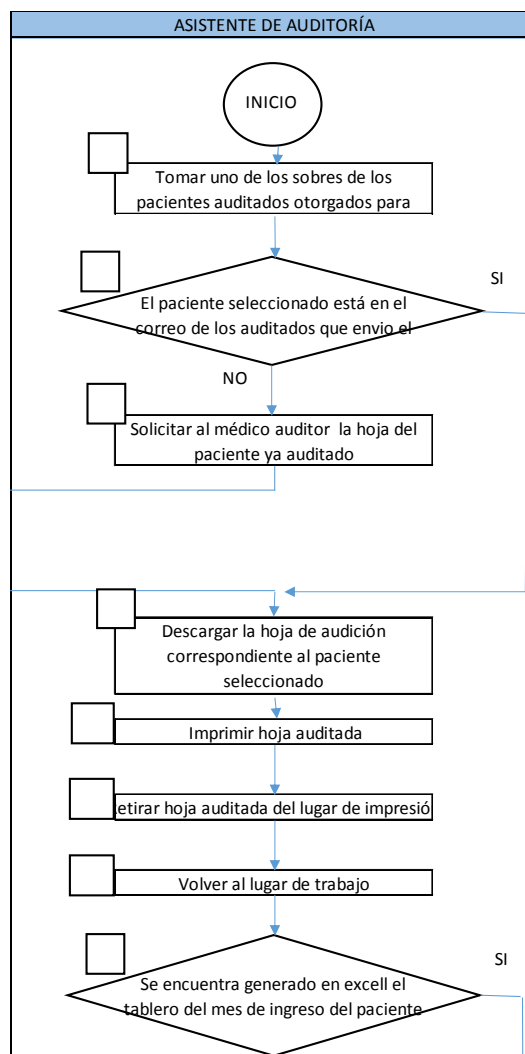 ASISTENTE DE AUDITORÍA
INICIO
Tomar uno de los sobres de los
pacientes auditados otorgados para
El paciente seleccionado está en el
correo de los auditados que envio el
SI
NO
Solicitar al médico auditor la hoja del
paciente ya auditado
Descargar la hoja de audición
correspondiente al paciente
seleccionado
Imprimir hoja auditada
etirar hoja auditada del lugar de impresió
Volver al lugar de trabajo
SI
Se encuentra generado en excell el
tablero del mes de ingreso del paciente